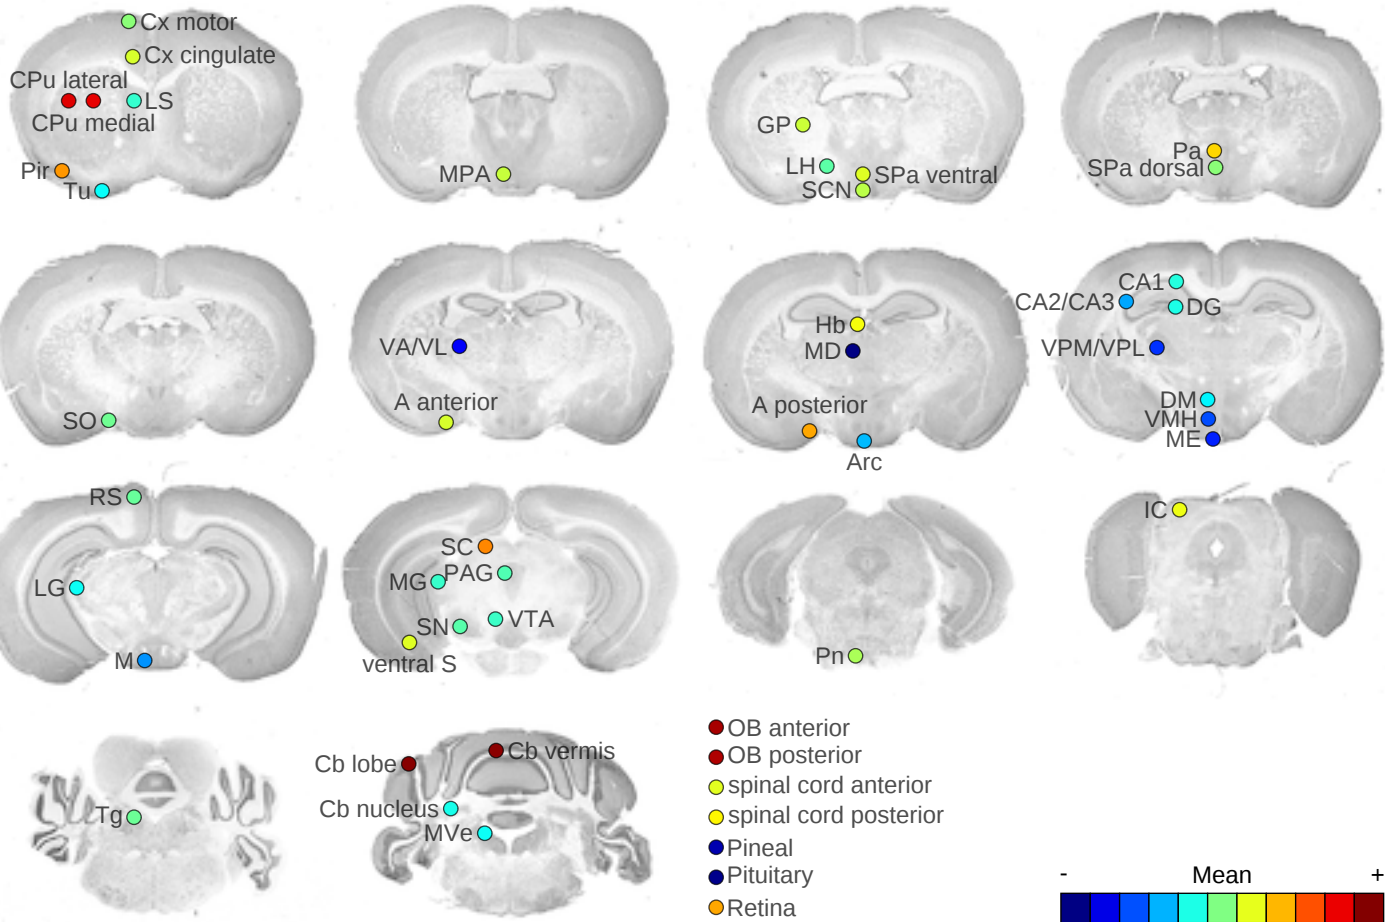 Cx motor
Cx cingulate
CPu lateral
LS
CPu medial
Pir
Tu
MPA
GP
LH
SPa ventral
SCN
Pa
SPa dorsal
SO
VA/VL
A anterior
Hb
MD
A posterior
Arc
CA1
CA2/CA3
DG
VPM/VPL
DM
VMH
ME
RS
LG
M
SC
PAG
MG
SN
VTA
ventral S
Pn
IC
Tg
Cb lobe
Cb vermis
Cb nucleus
MVe
OB anterior
OB posterior
spinal cord anterior
spinal cord posterior
Pineal
Pituitary
Retina
- Mean +